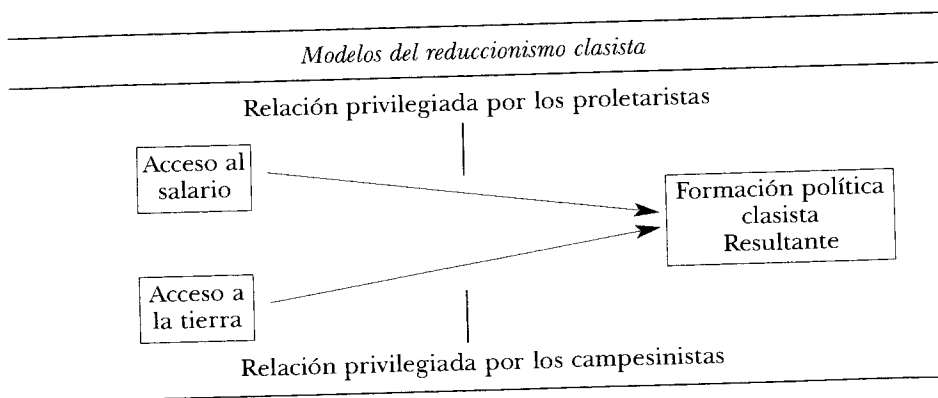 Modelos del reduccionismo clasista
Relación privilegiada por los proletaristas
Acceso al
salario
Formación política
clasista
Resultante
Acceso a
la tierra
Relación privilegiada por los campesinistas